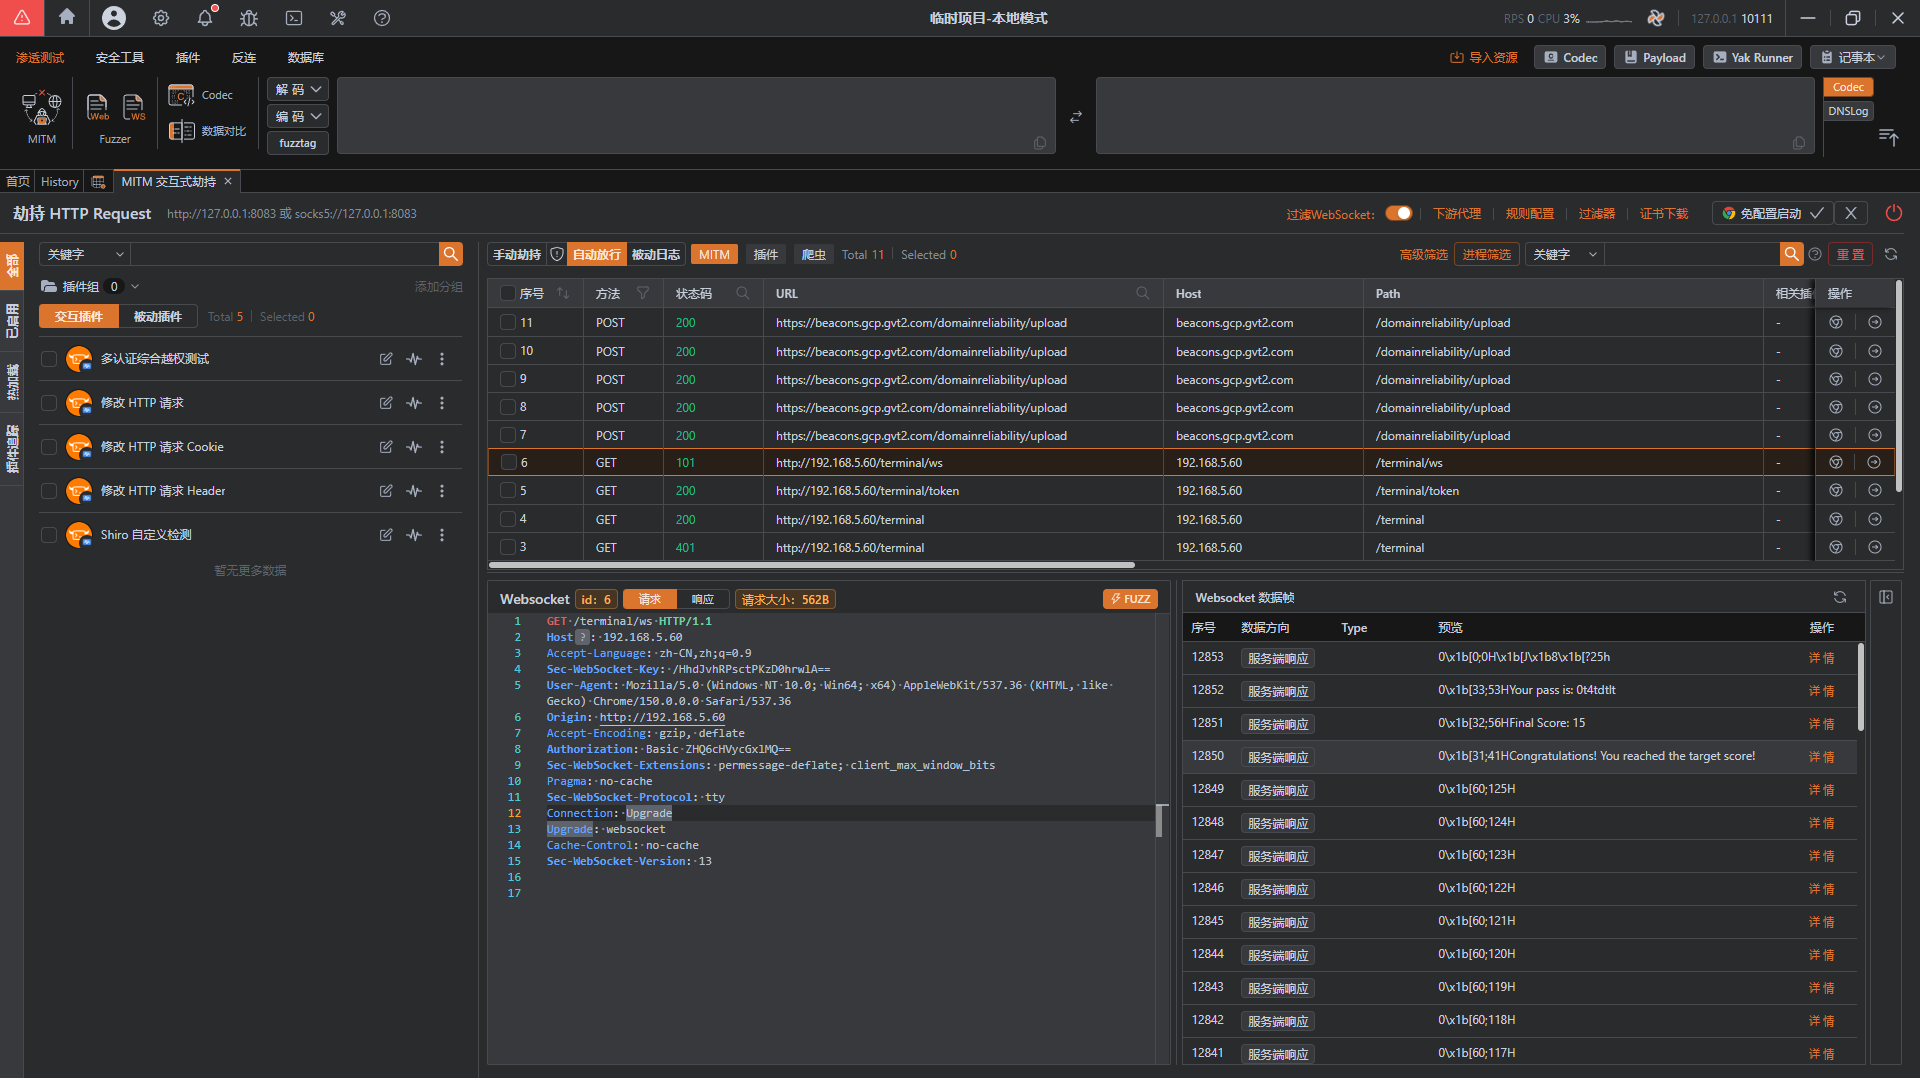 临时项目-本地模式
RPS 0 CPU 3%
127.0.0.1 10111
渗透测试 安全工具 插件 反连 数据库
导入资源 Codec Payload Yak Runner 记事本
MITM
Web WS
Fuzzer
Codec
数据对比
解 码
编 码
fuzztag
Codec
DNSLog
首页 History MITM 交互式劫持
劫持 HTTP Request http://127.0.0.1:8083 或 socks5://127.0.0.1:8083
过滤WebSocket: 下游代理 规则配置 过滤器 证书下载 免配置启动
全部
已启用
热加载
插件追踪
关键字
插件组 0 添加分组
交互插件 被动插件 Total 5 Selected 0
多认证综合越权测试
修改 HTTP 请求
修改 HTTP 请求 Cookie
修改 HTTP 请求 Header
Shiro 自定义检测
暂无更多数据
手动劫持 自动放行 被动日志 MITM 插件 爬虫 Total 11 Selected 0 高级筛选 进程筛选 关键字 重 置
序号 方法 状态码 URL Host Path 相关插 操作
11 POST 200 https://beacons.gcp.gvt2.com/domainreliability/upload beacons.gcp.gvt2.com /domainreliability/upload -
10 POST 200 https://beacons.gcp.gvt2.com/domainreliability/upload beacons.gcp.gvt2.com /domainreliability/upload -
9 POST 200 https://beacons.gcp.gvt2.com/domainreliability/upload beacons.gcp.gvt2.com /domainreliability/upload -
8 POST 200 https://beacons.gcp.gvt2.com/domainreliability/upload beacons.gcp.gvt2.com /domainreliability/upload -
7 POST 200 https://beacons.gcp.gvt2.com/domainreliability/upload beacons.gcp.gvt2.com /domainreliability/upload -
6 GET 101 http://192.168.5.60/terminal/ws 192.168.5.60 /terminal/ws -
5 GET 200 http://192.168.5.60/terminal/token 192.168.5.60 /terminal/token -
4 GET 200 http://192.168.5.60/terminal 192.168.5.60 /terminal -
3 GET 401 http://192.168.5.60/terminal 192.168.5.60 /terminal -
Websocket id: 6 请求 响应 请求大小: 562B FUZZ
1 GET /terminal/ws HTTP/1.1
2 Host ? : 192.168.5.60
3 Accept-Language: zh-CN,zh;q=0.9
4 Sec-WebSocket-Key: /HhdJvhRPsctPKzD0hrwlA==
5 User-Agent: Mozilla/5.0 (Windows NT 10.0; Win64; x64) AppleWebKit/537.36 (KHTML, like
Gecko) Chrome/150.0.0.0 Safari/537.36
6 Origin: http://192.168.5.60
7 Accept-Encoding: gzip, deflate
8 Authorization: Basic ZHQ6cHVycGxlMQ==
9 Sec-WebSocket-Extensions: permessage-deflate; client_max_window_bits
10 Pragma: no-cache
11 Sec-WebSocket-Protocol: tty
12 Connection: Upgrade
13 Upgrade: websocket
14 Cache-Control: no-cache
15 Sec-WebSocket-Version: 13
16
17
Websocket 数据帧
序号 数据方向 Type 预览 操作
12853 服务端响应 0\x1b[0;0H\x1b[J\x1b8\x1b[?25h 详 情
12852 服务端响应 0\x1b[33;53HYour pass is: 0t4tdtlt 详 情
12851 服务端响应 0\x1b[32;56HFinal Score: 15 详 情
12850 服务端响应 0\x1b[31;41HCongratulations! You reached the target score! 详 情
12849 服务端响应 0\x1b[60;125H 详 情
12848 服务端响应 0\x1b[60;124H 详 情
12847 服务端响应 0\x1b[60;123H 详 情
12846 服务端响应 0\x1b[60;122H 详 情
12845 服务端响应 0\x1b[60;121H 详 情
12844 服务端响应 0\x1b[60;120H 详 情
12843 服务端响应 0\x1b[60;119H 详 情
12842 服务端响应 0\x1b[60;118H 详 情
12841 服务端响应 0\x1b[60;117H 详 情